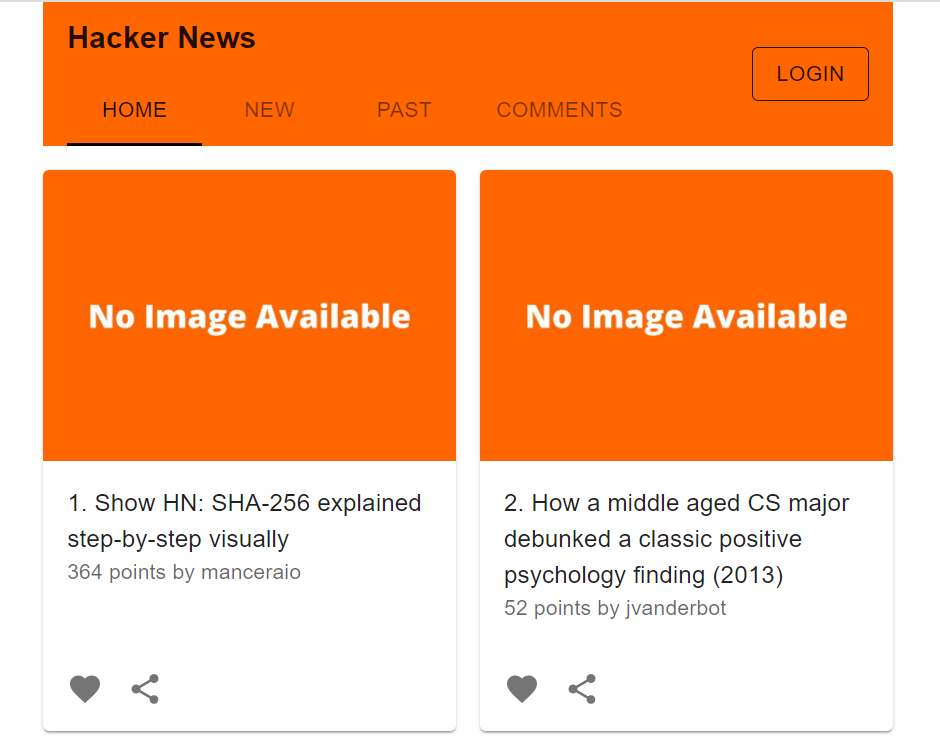 Hacker News
LOGIN
HOME NEW PAST COMMENTS
No Image Available
1. Show HN: SHA-256 explained
step-by-step visually
364 points by manceraio
No Image Available
2. How a middle aged CS major
debunked a classic positive
psychology finding (2013)
52 points by jvanderbot